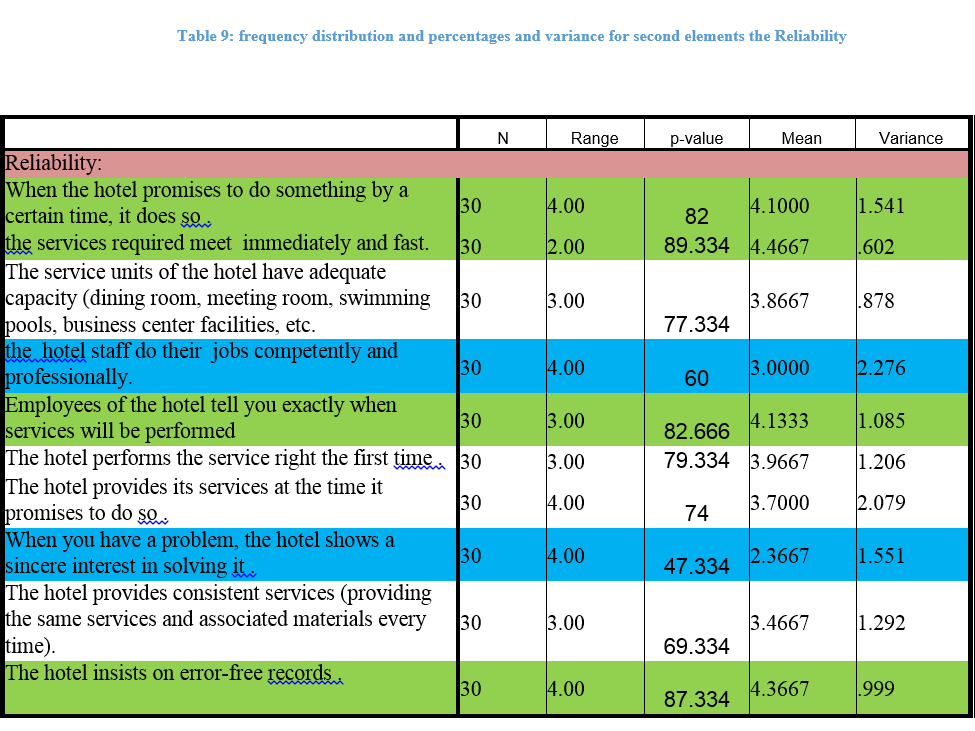 Table 9: frequency distribution and percentages and variance for second elements the Reliability
N Range p-value Mean Variance
Reliability:
When the hotel promises to do something by a
certain time, it does so . 30 4.00 82 4.1000 1.541
the services required meet immediately and fast. 30 2.00 89.334 4.4667 .602
The service units of the hotel have adequate
capacity (dining room, meeting room, swimming 30 3.00 77.334 3.8667 .878
pools, business center facilities, etc.
the hotel staff do their jobs competently and
professionally. 30 4.00 60 3.0000 2.276
Employees of the hotel tell you exactly when
services will be performed 30 3.00 82.666 4.1333 1.085
The hotel performs the service right the first time . 30 3.00 79.334 3.9667 1.206
The hotel provides its services at the time it
promises to do so . 30 4.00 74 3.7000 2.079
When you have a problem, the hotel shows a
sincere interest in solving it . 30 4.00 47.334 2.3667 1.551
The hotel provides consistent services (providing
the same services and associated materials every 30 3.00 69.334 3.4667 1.292
time).
The hotel insists on error-free records . 30 4.00 87.334 4.3667 .999